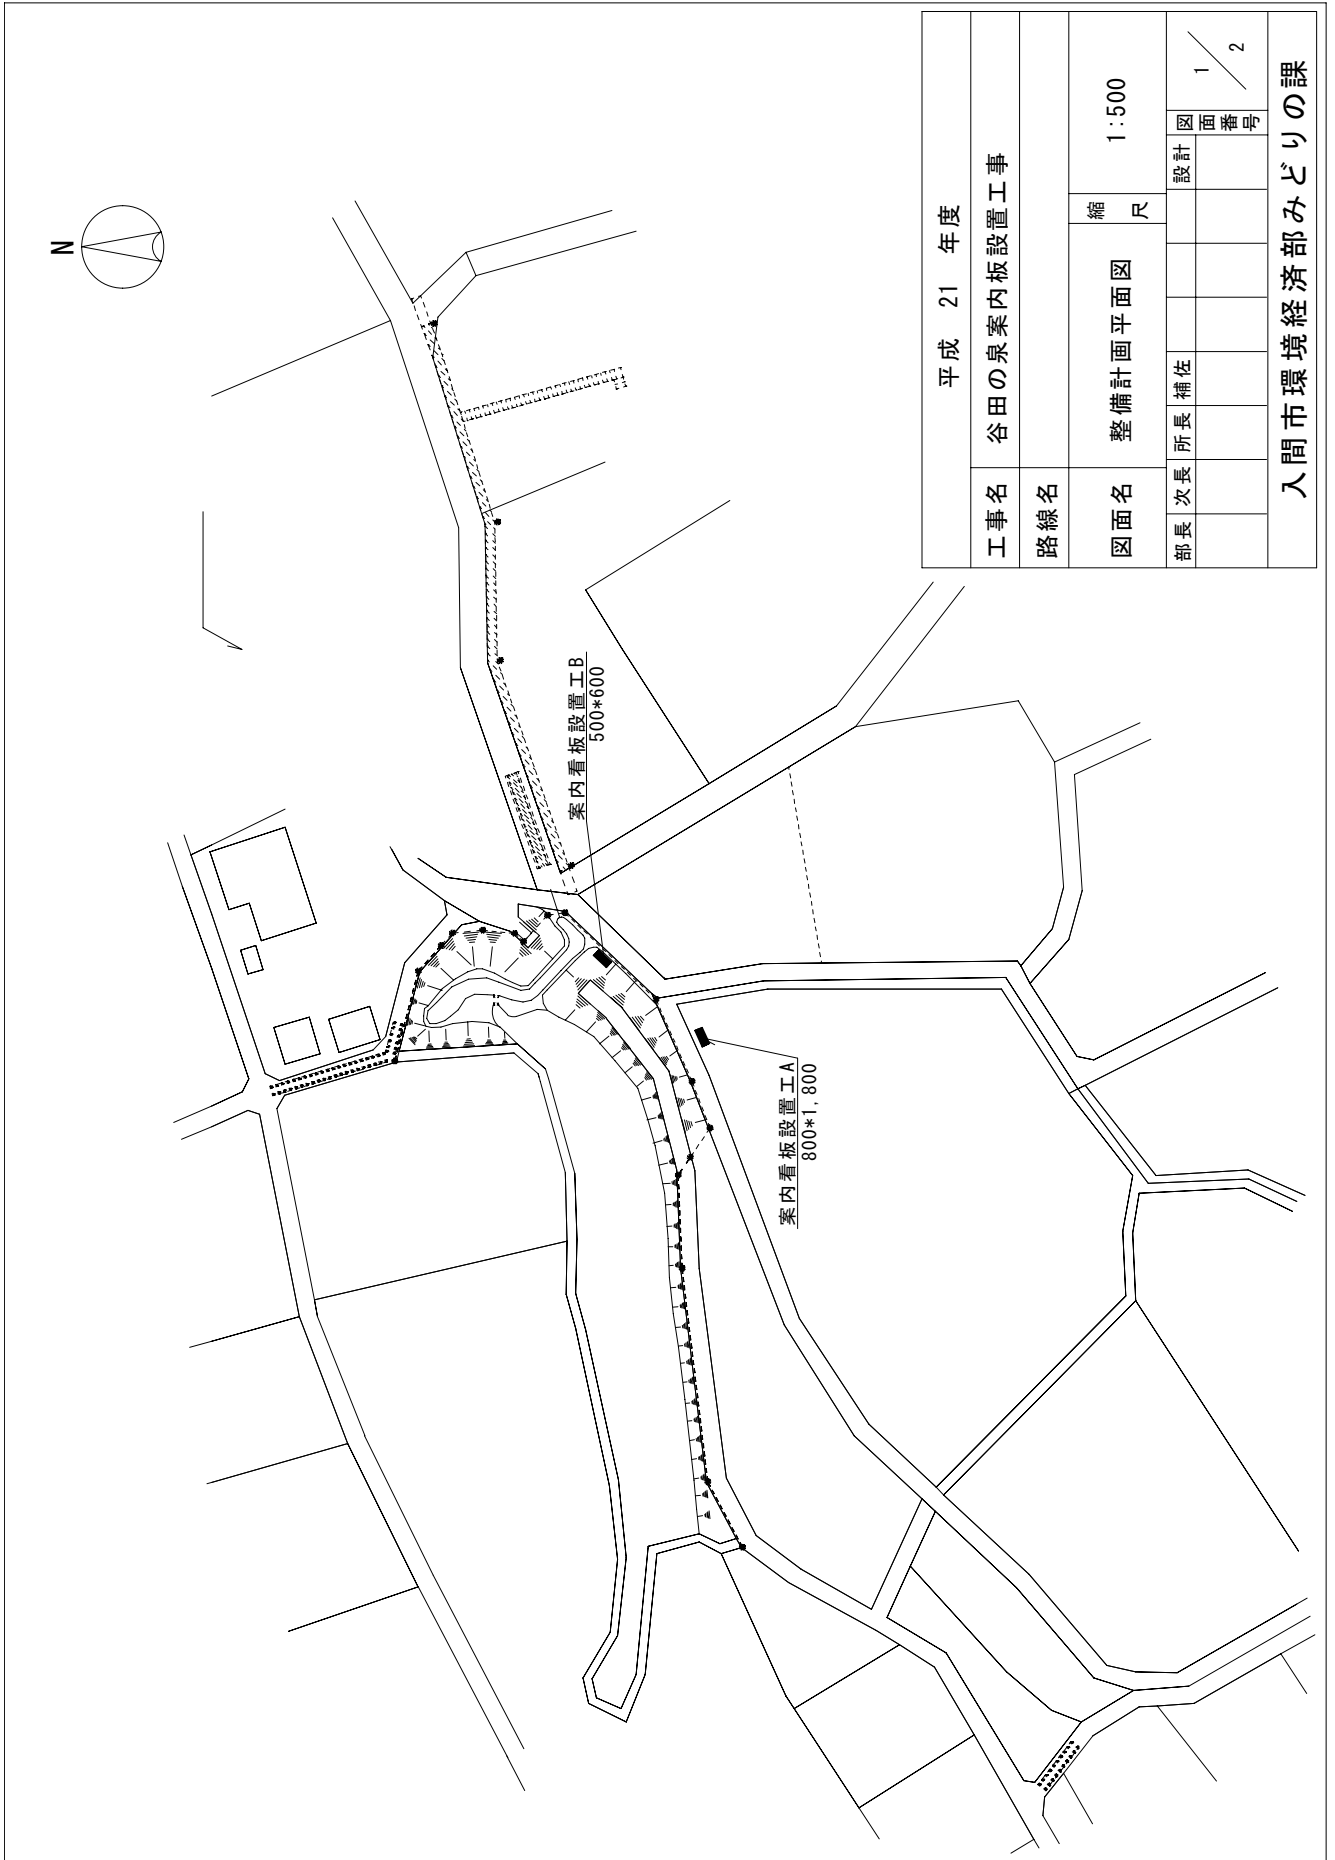 N
案内看板設置工B
500*600
案内看板設置工A
800*1,800
平成 21 年度
工事名 谷田の泉案内板設置工事
路線名
図面名 整備計画平面図 縮尺 1:500
部長 次長 所長 補佐 設計 図面番号 1/2
入間市環境経済部みどりの課